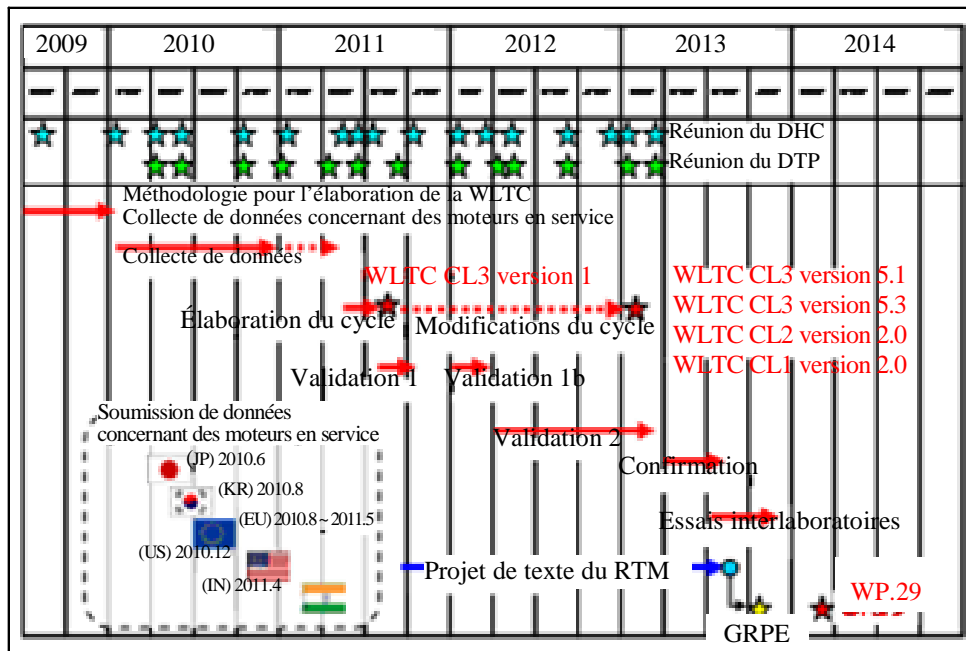 2009 2010 2011 2012 2013 2014
Réunion du DHC
Réunion du DTP
Méthodologie pour l'élaboration de la WLTC
Collecte de données concernant des moteurs en service
Collecte de données
WLTC CL3 version 1
WLTC CL3 version 5.1
WLTC CL3 version 5.3
WLTC CL2 version 2.0
WLTC CL1 version 2.0
Élaboration du cycle
Modifications du cycle
Validation 1
Validation 1b
Validation 2
Confirmation
Essais interlaboratoires
Soumission de données
concernant des moteurs en service
(JP) 2010.6
(KR) 2010.8
(EU) 2010.8 ~ 2011.5
(US) 2010.12
(IN) 2011.4
Projet de texte du RTM
WP.29
GRPE